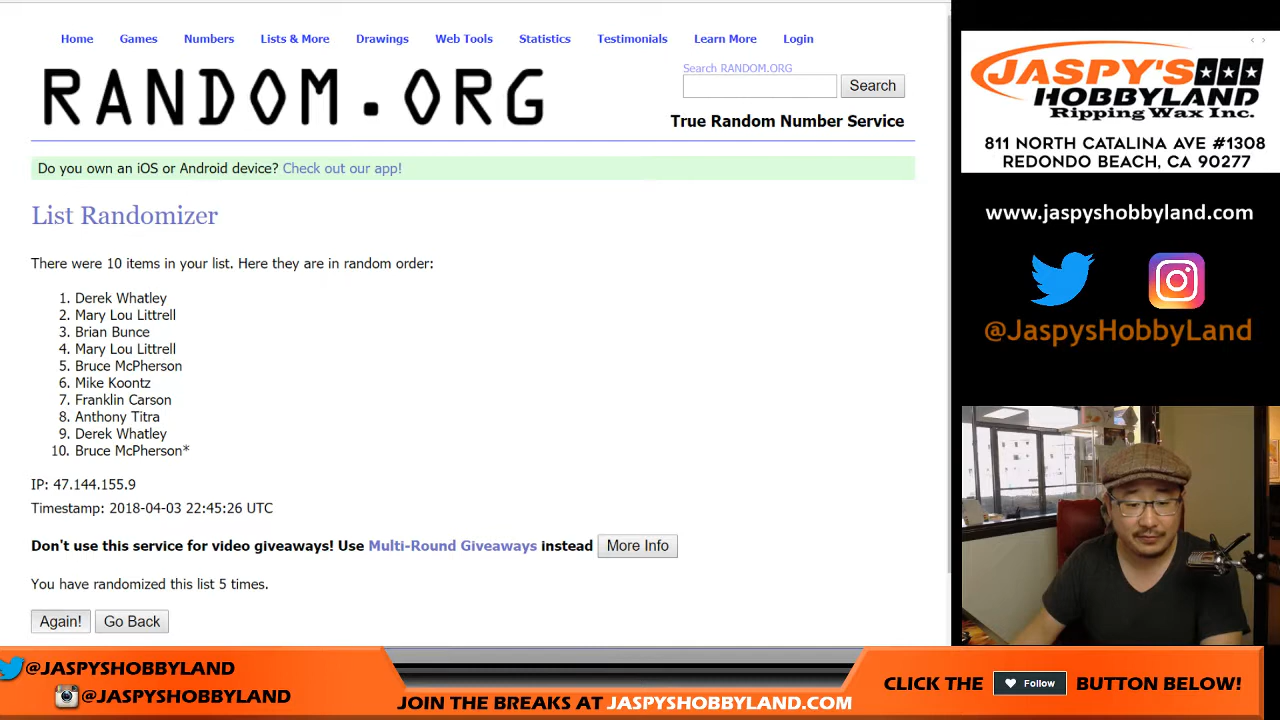 Home Games Numbers Lists & More Drawings Web Tools Statistics Testimonials Learn More Login
RANDOM.ORG
Search RANDOM.ORG
Search
True Random Number Service
Do you own an iOS or Android device? Check out our app!
List Randomizer
There were 10 items in your list. Here they are in random order:
1. Derek Whatley
2. Mary Lou Littrell
3. Brian Bunce
4. Mary Lou Littrell
5. Bruce McPherson
6. Mike Koontz
7. Franklin Carson
8. Anthony Titra
9. Derek Whatley
10. Bruce McPherson*
IP: 47.144.155.9
Timestamp: 2018-04-03 22:45:26 UTC
Don't use this service for video giveaways! Use Multi-Round Giveaways instead More Info
You have randomized this list 5 times.
Again! Go Back
JASPY'S
HOBBYLAND
Ripping Wax Inc.
811 NORTH CATALINA AVE #1308
REDONDO BEACH, CA 90277
www.jaspyshobbyland.com
@JaspysHobbyLand
@JASPYSHOBBYLAND
@JASPYSHOBBYLAND
JOIN THE BREAKS AT JASPYSHOBBYLAND.COM
CLICK THE Follow BUTTON BELOW!